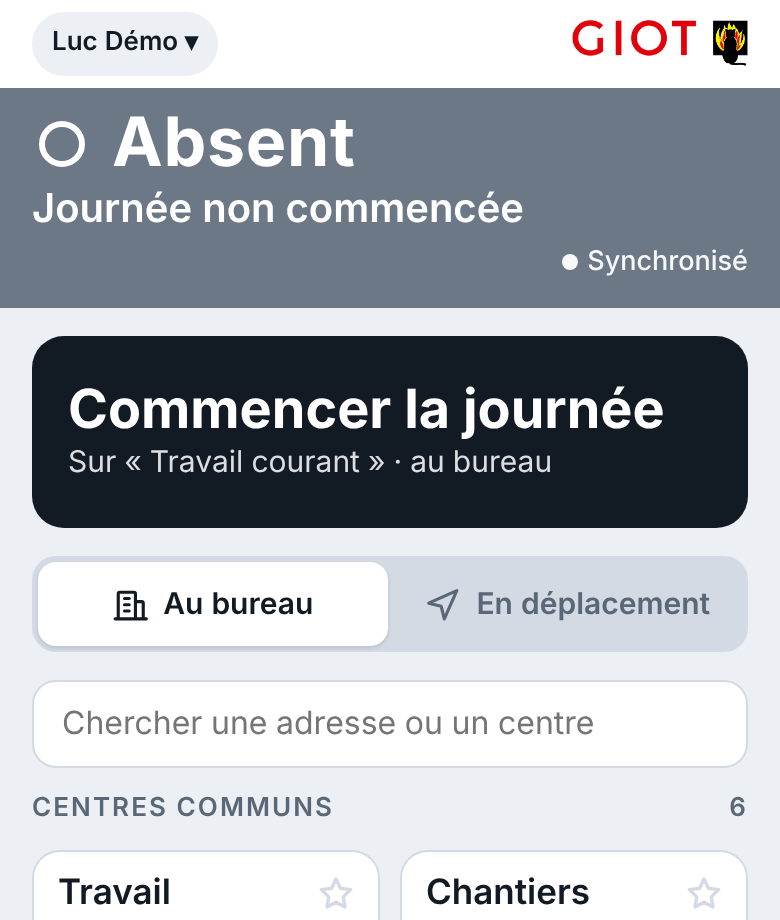 Luc Démo ▾
GIOT
Absent
Journée non commencée
Synchronisé
Commencer la journée
Sur « Travail courant » · au bureau
Au bureau
En déplacement
Chercher une adresse ou un centre
CENTRES COMMUNS
6
Travail
Chantiers